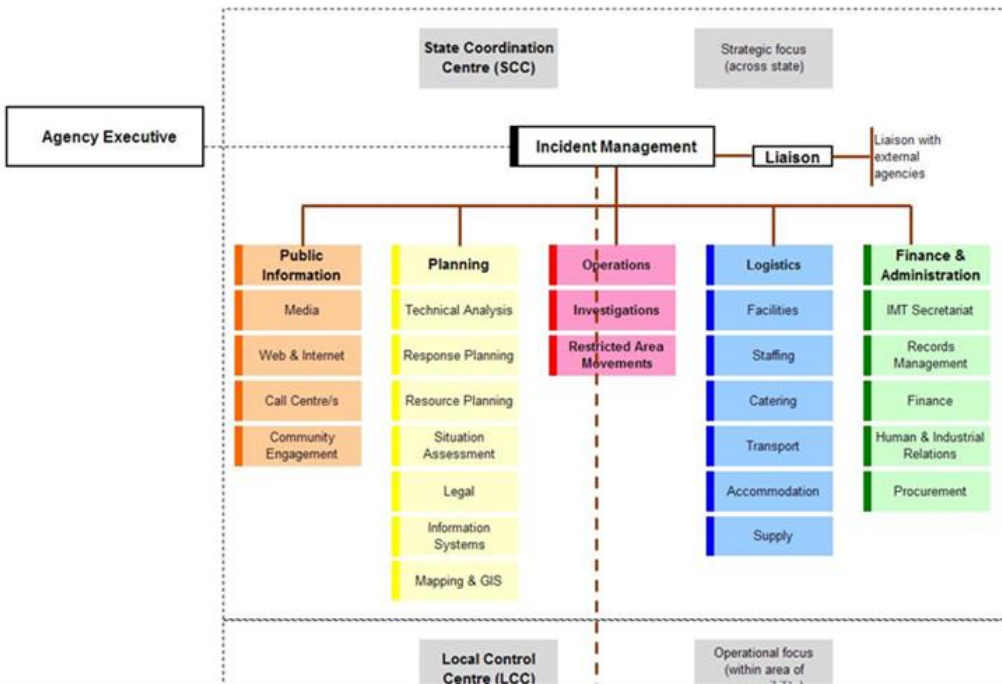 State Coordination
Centre (SCC)
Strategic focus
(across state)
Agency Executive
Incident Management
Liaison
Liaison with
external
agencies
Public
Information
Media
Web & Internet
Call Centre/s
Community
Engagement
Planning
Technical Analysis
Response Planning
Resource Planning
Situation
Assessment
Legal
Information
Systems
Mapping & GIS
Operations
Investigations
Restricted Area
Movements
Logistics
Facilities
Staffing
Catering
Transport
Accommodation
Supply
Finance &
Administration
IMT Secretariat
Records
Management
Finance
Human & Industrial
Relations
Procurement
Local Control
Centre (LCC)
Operational focus
(within area of